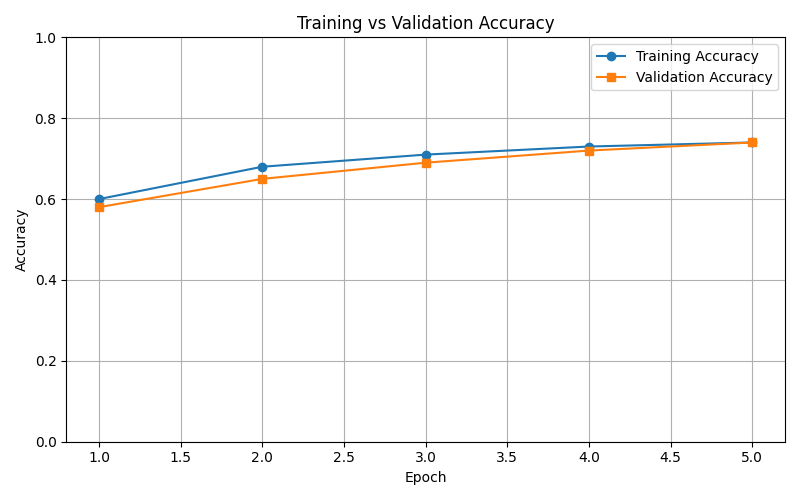 Training vs Validation Accuracy
Training Accuracy
Validation Accuracy
1.0
0.8
0.6
0.4
0.2
0.0
Accuracy
1.0 1.5 2.0 2.5 3.0 3.5 4.0 4.5 5.0
Epoch